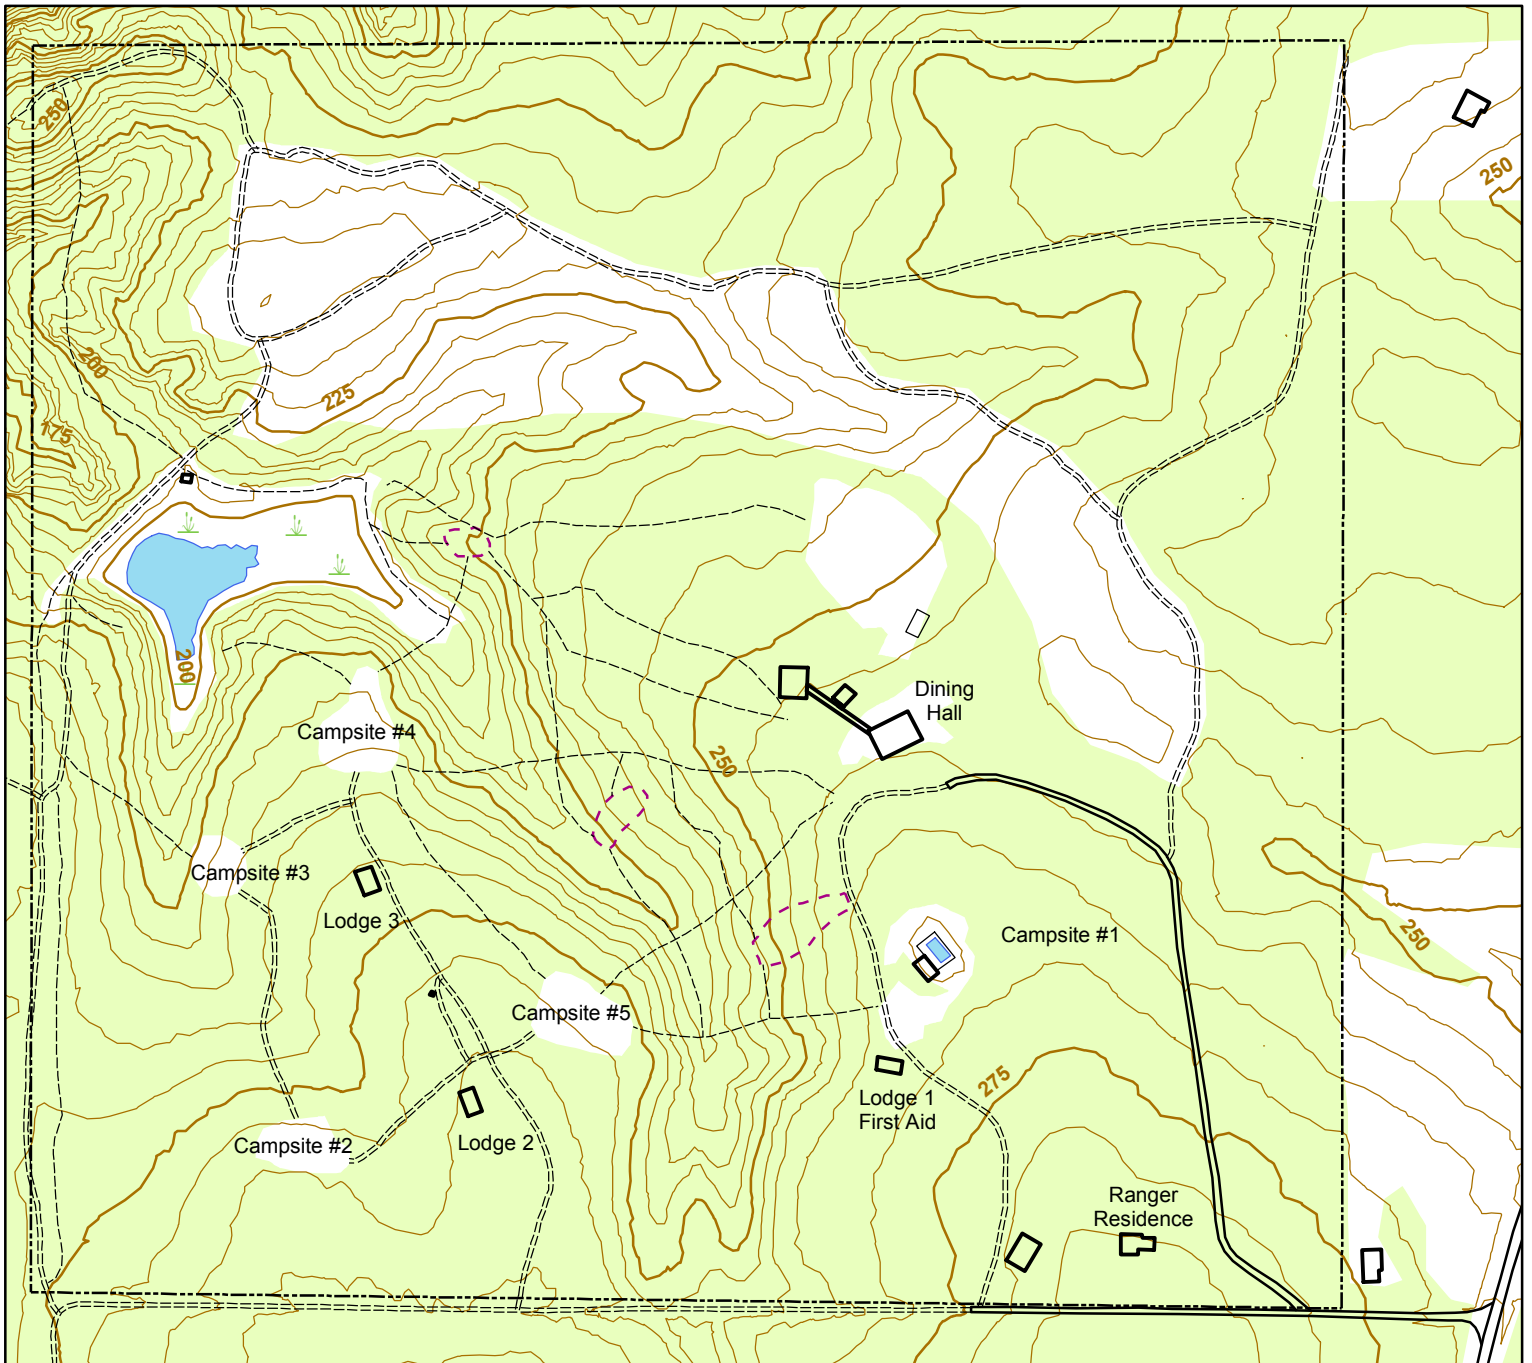 250
250
200
225
175
Dining
Hall
200
Campsite #4
250
Campsite #3
Lodge 3
Campsite #1
250
Campsite #5
275
Lodge 1
First Aid
Campsite #2
Lodge 2
Ranger
Residence